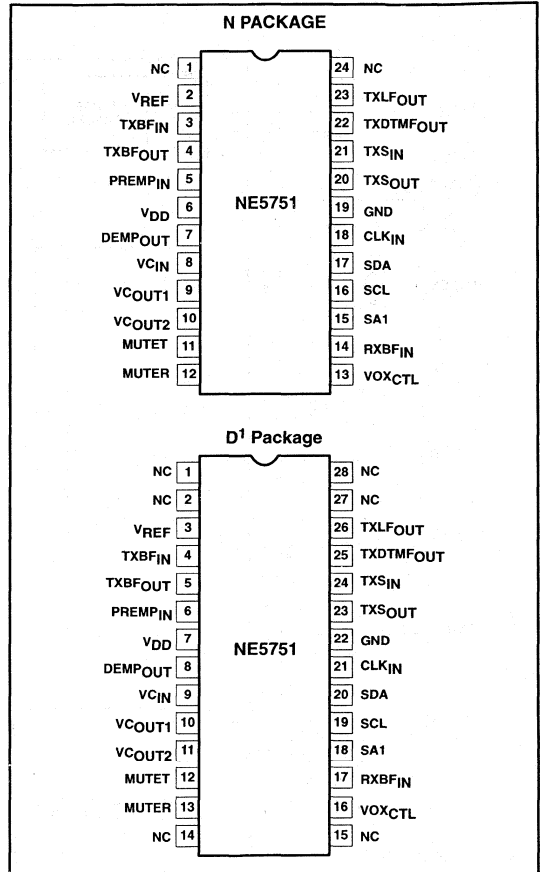 N PACKAGE
NC 1 24 NC
VREF 2 23 TXLFOUT
TXBFIN 3 22 TXDTMFOUT
TXBFOUT 4 21 TXSIN
PREMPIN 5 20 TXSOUT
NE5751
VDD 6 19 GND
DEMPOUT 7 18 CLKIN
VCIN 8 17 SDA
VCOUT1 9 16 SCL
VCOUT2 10 15 SA1
MUTET 11 14 RXBFIN
MUTER 12 13 VOXCTL
D1 Package
NC 1 28 NC
NC 2 27 NC
VREF 3 26 TXLFOUT
TXBFIN 4 25 TXDTMFOUT
TXBFOUT 5 24 TXSIN
PREMPIN 6 23 TXSOUT
VDD 7 22 GND
NE5751
DEMPOUT 8 21 CLKIN
VCIN 9 20 SDA
VCOUT1 10 19 SCL
VCOUT2 11 18 SA1
MUTET 12 17 RXBFIN
MUTER 13 16 VOXCTL
NC 14 15 NC